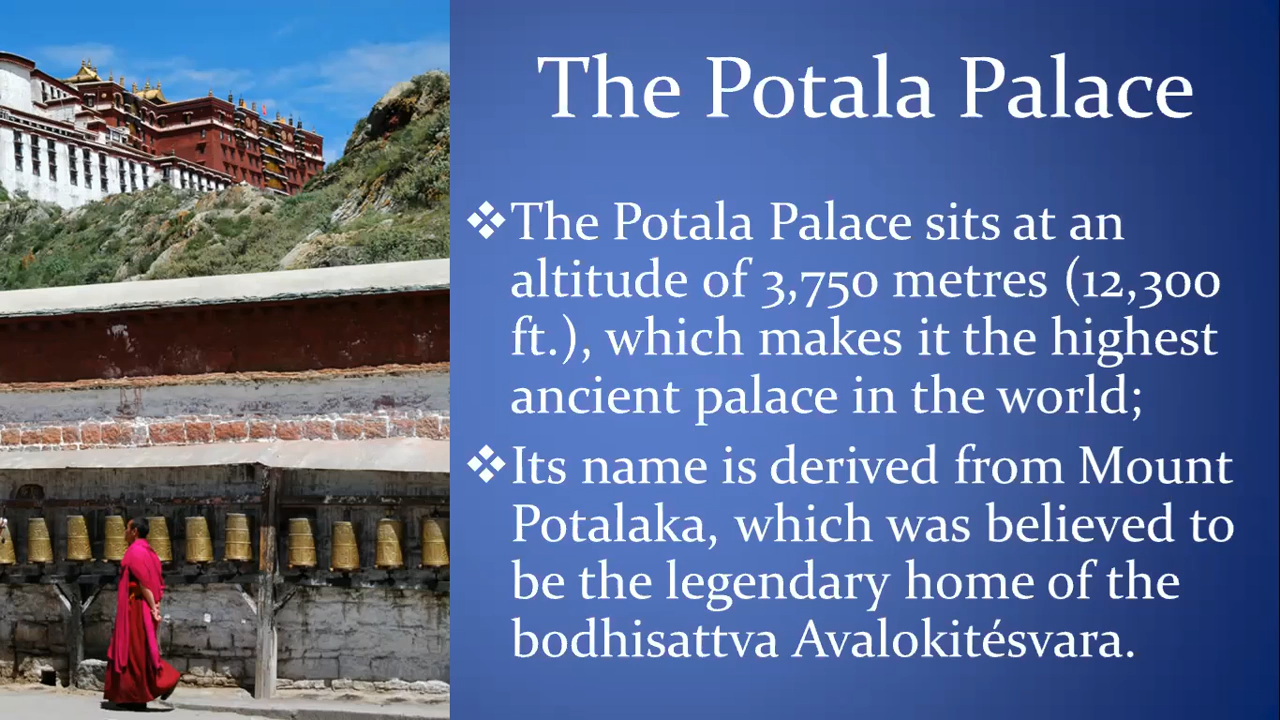 The Potala Palace
❖The Potala Palace sits at an
altitude of 3,750 metres (12,300
ft.), which makes it the highest
ancient palace in the world;
❖Its name is derived from Mount
Potalaka, which was believed to
be the legendary home of the
bodhisattva Avalokitésvara.